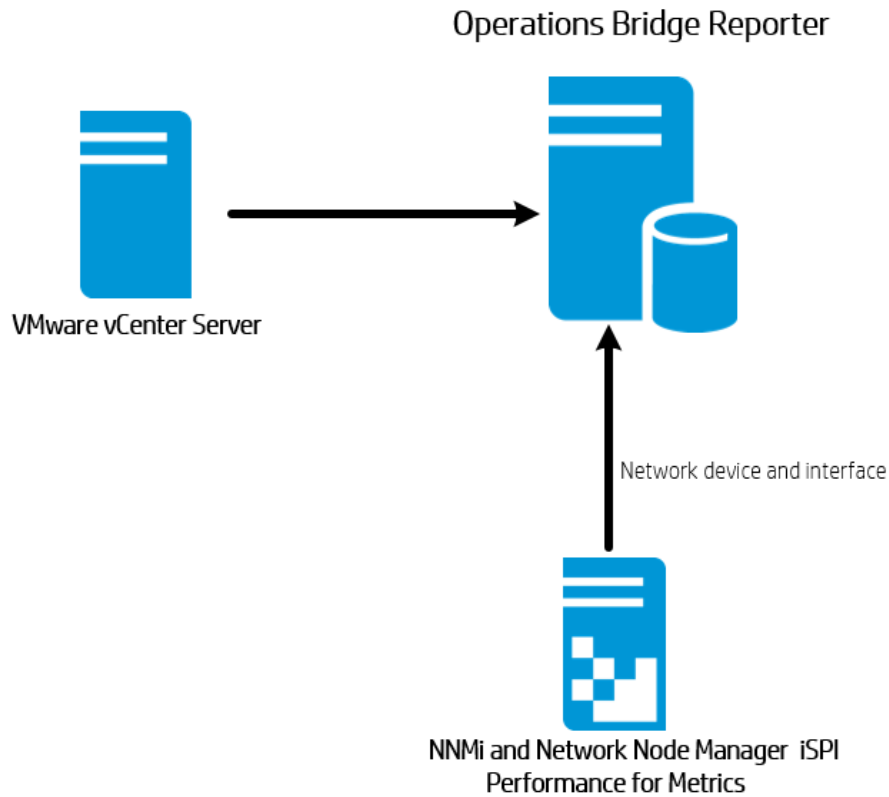 Operations Bridge Reporter
VMware vCenter Server
Network device and interface
NNMi and Network Node Manager iSPI
Performance for Metrics